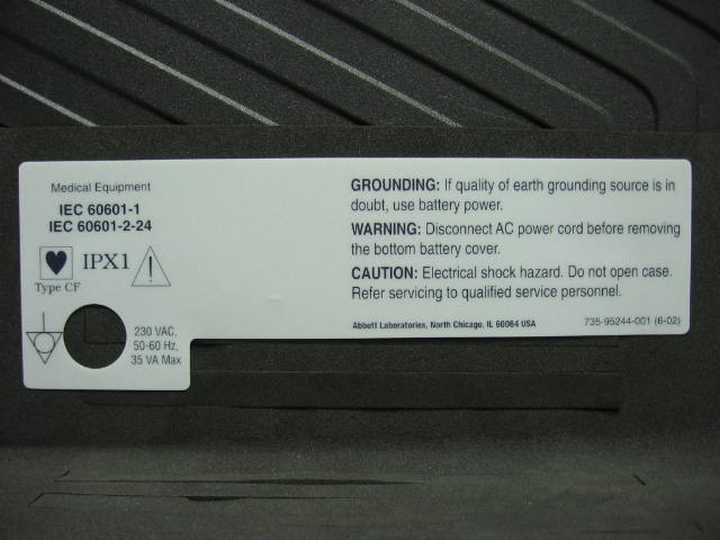 Medical Equipment
IEC 60601-1
IEC 60601-2-24
IPX1
Type CF
230 VAC,
50-60 Hz,
35 VA Max
GROUNDING: If quality of earth grounding source is in
doubt, use battery power.
WARNING: Disconnect AC power cord before removing
the bottom battery cover.
CAUTION: Electrical shock hazard. Do not open case.
Refer servicing to qualified service personnel.
Abbott Laboratories, North Chicago, IL 60064 USA
735-95244-001 (6-02)